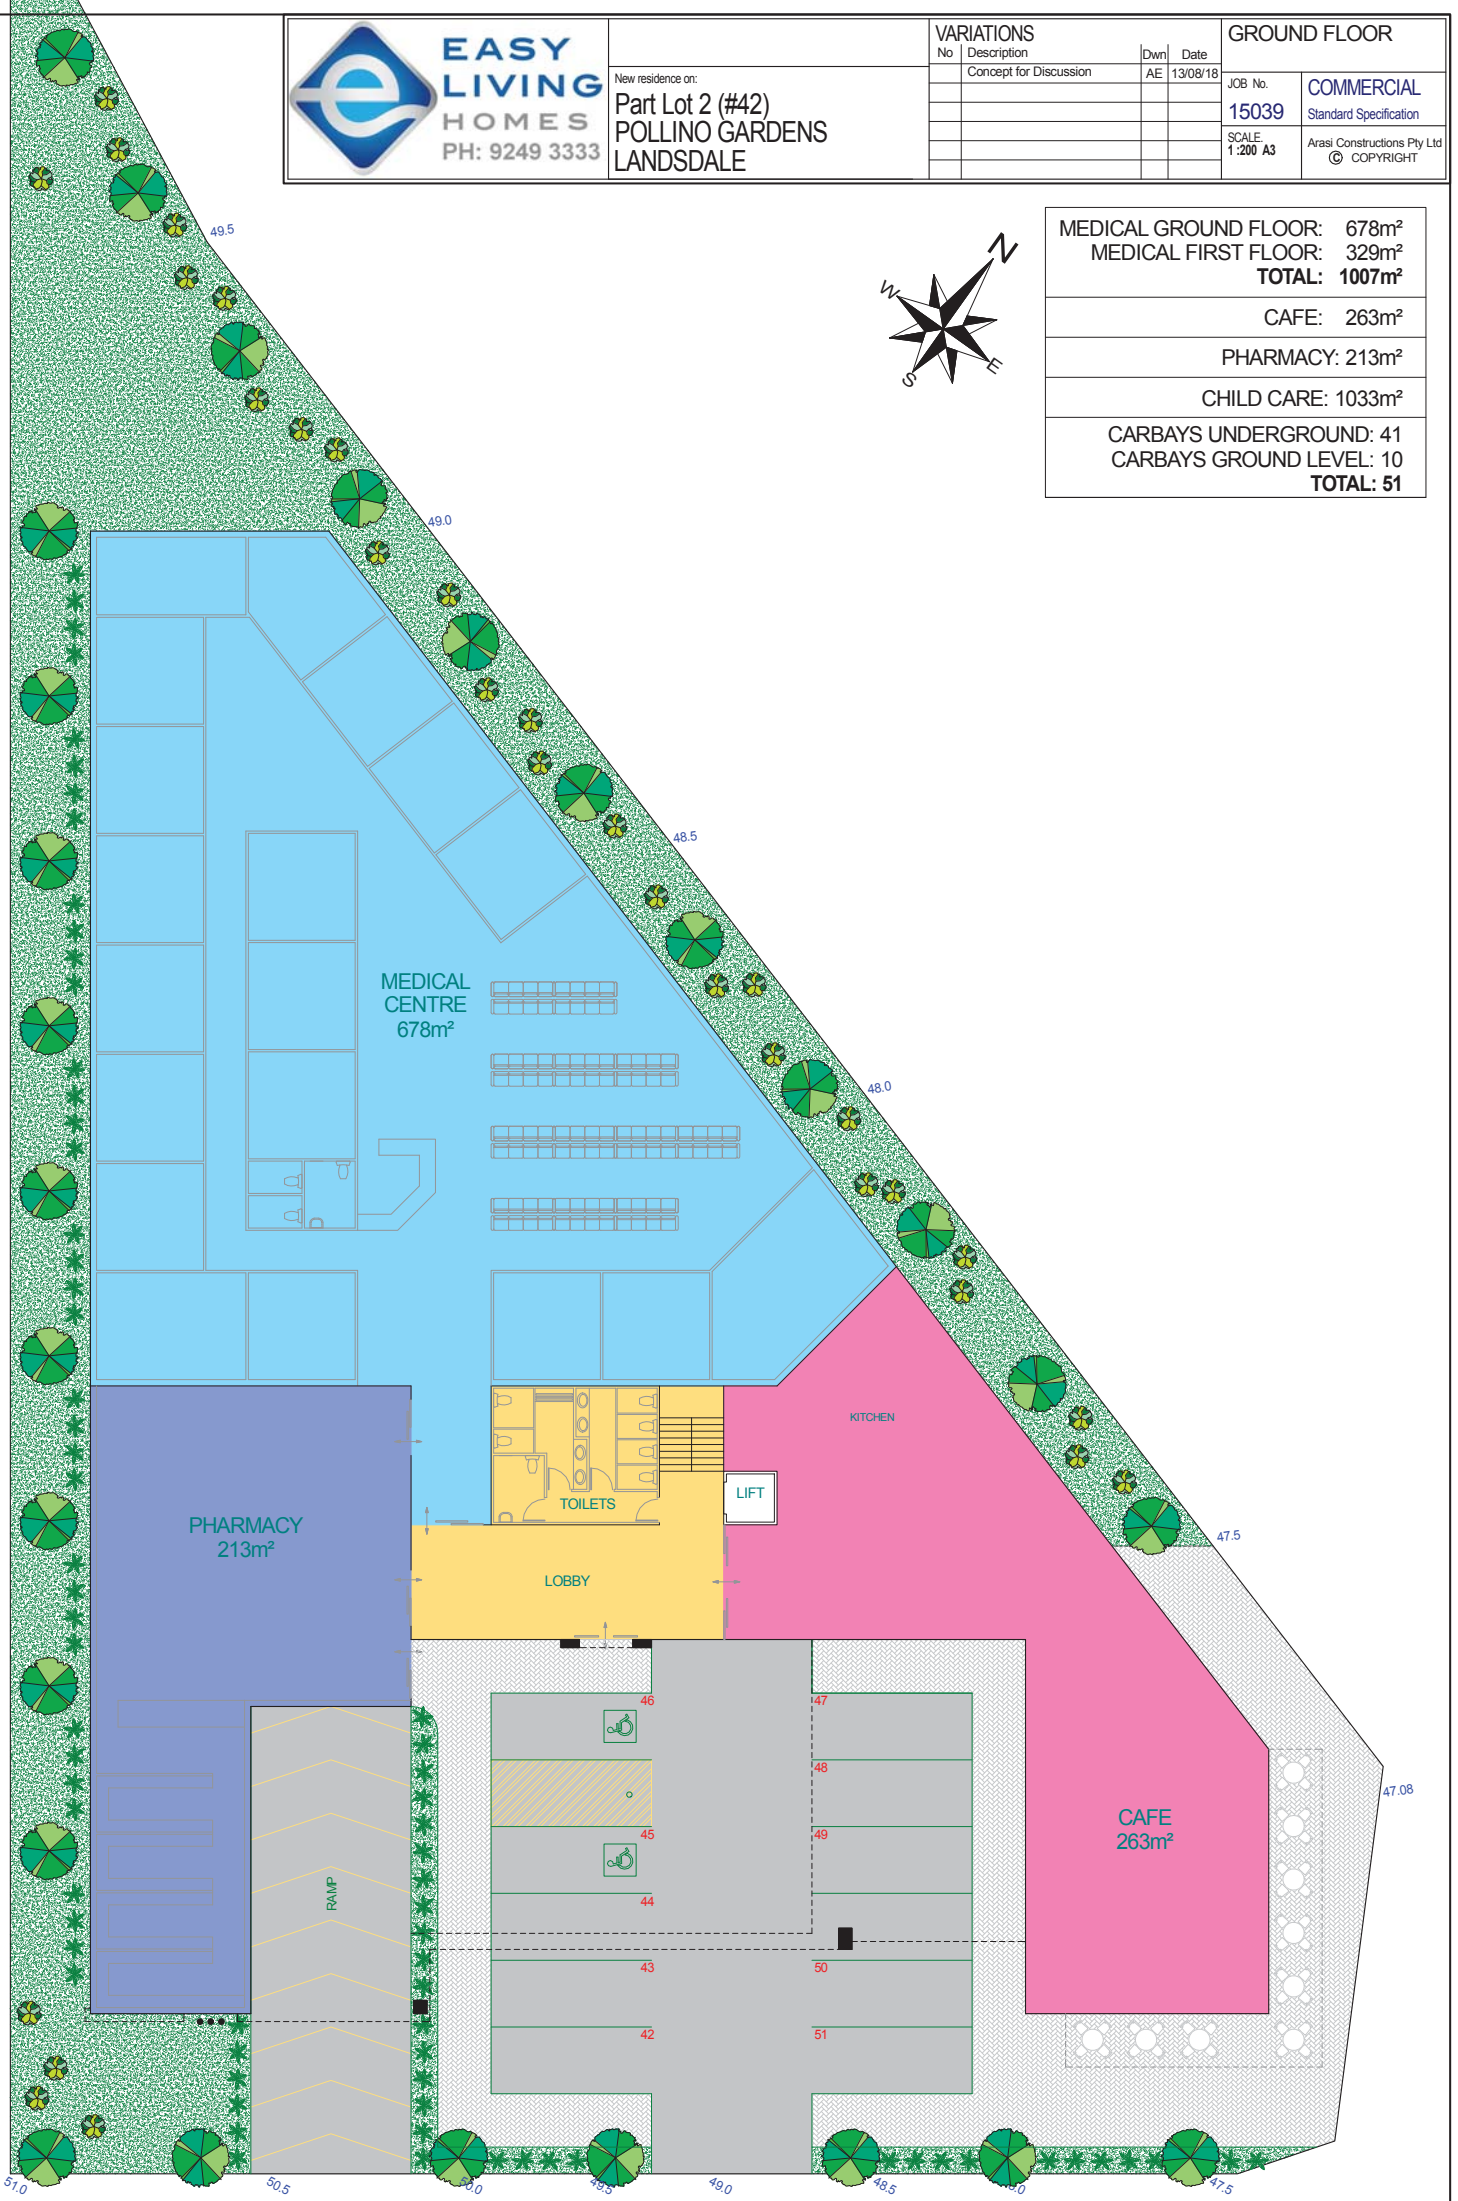 EASY
LIVING
HOMES
PH: 9249 3333
New residence on:
Part Lot 2 (#42)
POLLINO GARDENS
LANDSDALE
VARIATIONS
No Description Dwn Date
Concept for Discussion AE 13/08/18
GROUND FLOOR
JOB No.
15039
COMMERCIAL
Standard Specification
SCALE
1:200 A3
Arasi Constructions Pty Ltd
© COPYRIGHT
MEDICAL GROUND FLOOR: 678m²
MEDICAL FIRST FLOOR: 329m²
TOTAL: 1007m²
CAFE: 263m²
PHARMACY: 213m²
CHILD CARE: 1033m²
CARBAYS UNDERGROUND: 41
CARBAYS GROUND LEVEL: 10
TOTAL: 51
N
W
E
S
49.5
49.0
48.5
48.0
MEDICAL
CENTRE
678m²
KITCHEN
LIFT
TOILETS
PHARMACY
213m²
LOBBY
47.5
46
47
48
47.08
45
49
CAFE
263m²
RAMP
44
43
50
42
51
51.0
50.5
50.0
49.5
49.0
48.5
47.5